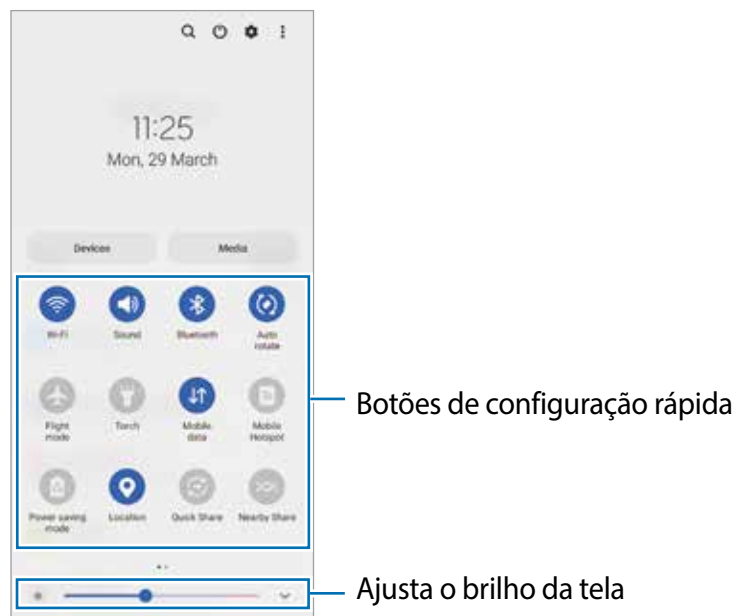 11:25
Mon, 29 March
Devices
Media
Wi-Fi
Sound
Bluetooth
Auto
rotate
Flight
mode
Torch
Mobile
data
Mobile
Hotspot
Power saving
mode
Location
Quick Share
Nearby Share
Botões de configuração rápida
Ajusta o brilho da tela